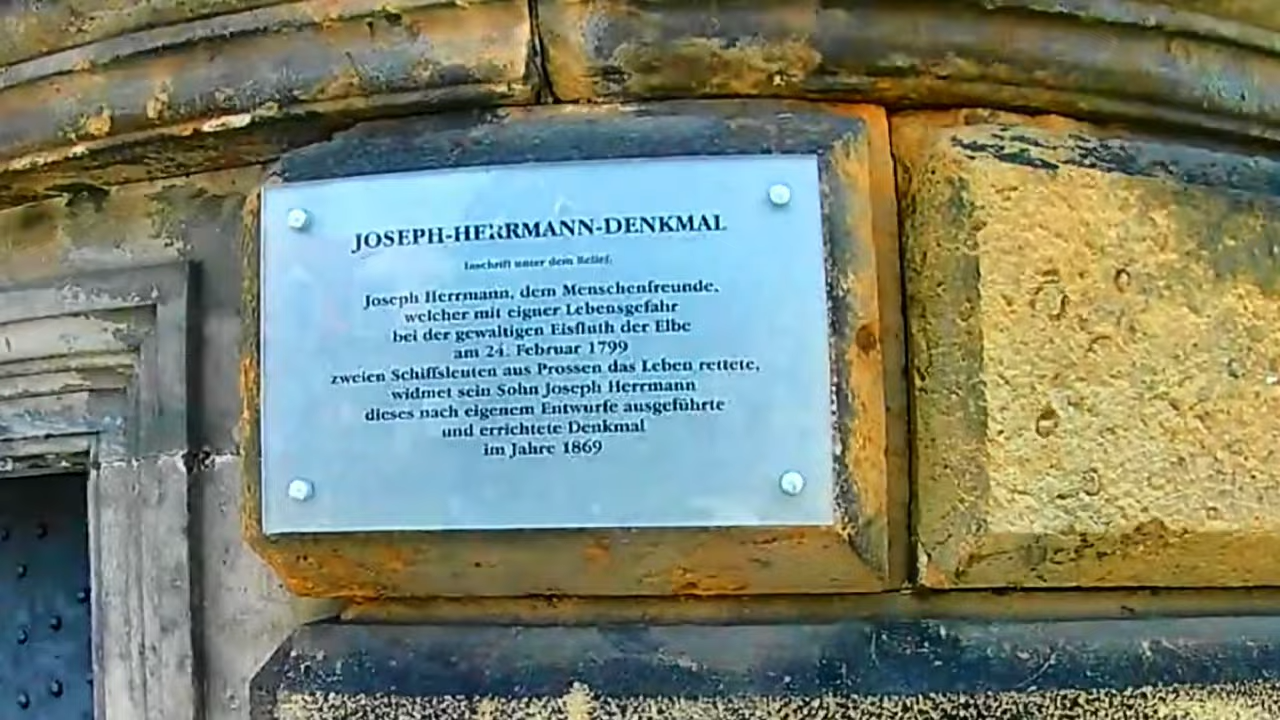 JOSEPH-HERRMANN-DENKMAL
Inschrift unter dem Relief:
Joseph Herrmann, dem Menschenfreunde,
welcher mit eigner Lebensgefahr
bei der gewaltigen Eisfluth der Elbe
am 24. Februar 1799
zweien Schiffsleuten aus Prossen das Leben rettete,
widmet sein Sohn Joseph Herrmann
dieses nach eigenem Entwurfe ausgeführte
und errichtete Denkmal
im Jahre 1869